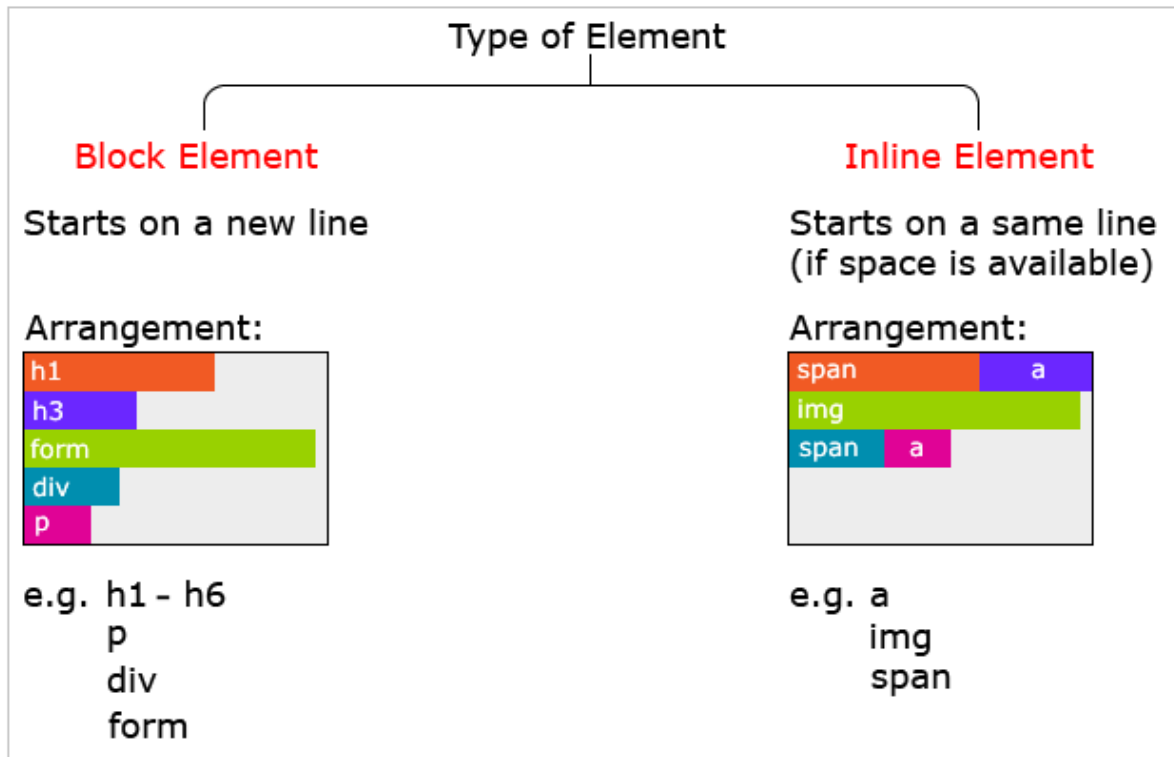 Type of Element
Block Element
Starts on a new line
Arrangement:
h1
h3
form
div
p
e.g. h1 - h6
p
div
form
Inline Element
Starts on a same line
(if space is available)
Arrangement:
span a
img
span a
e.g. a
img
span